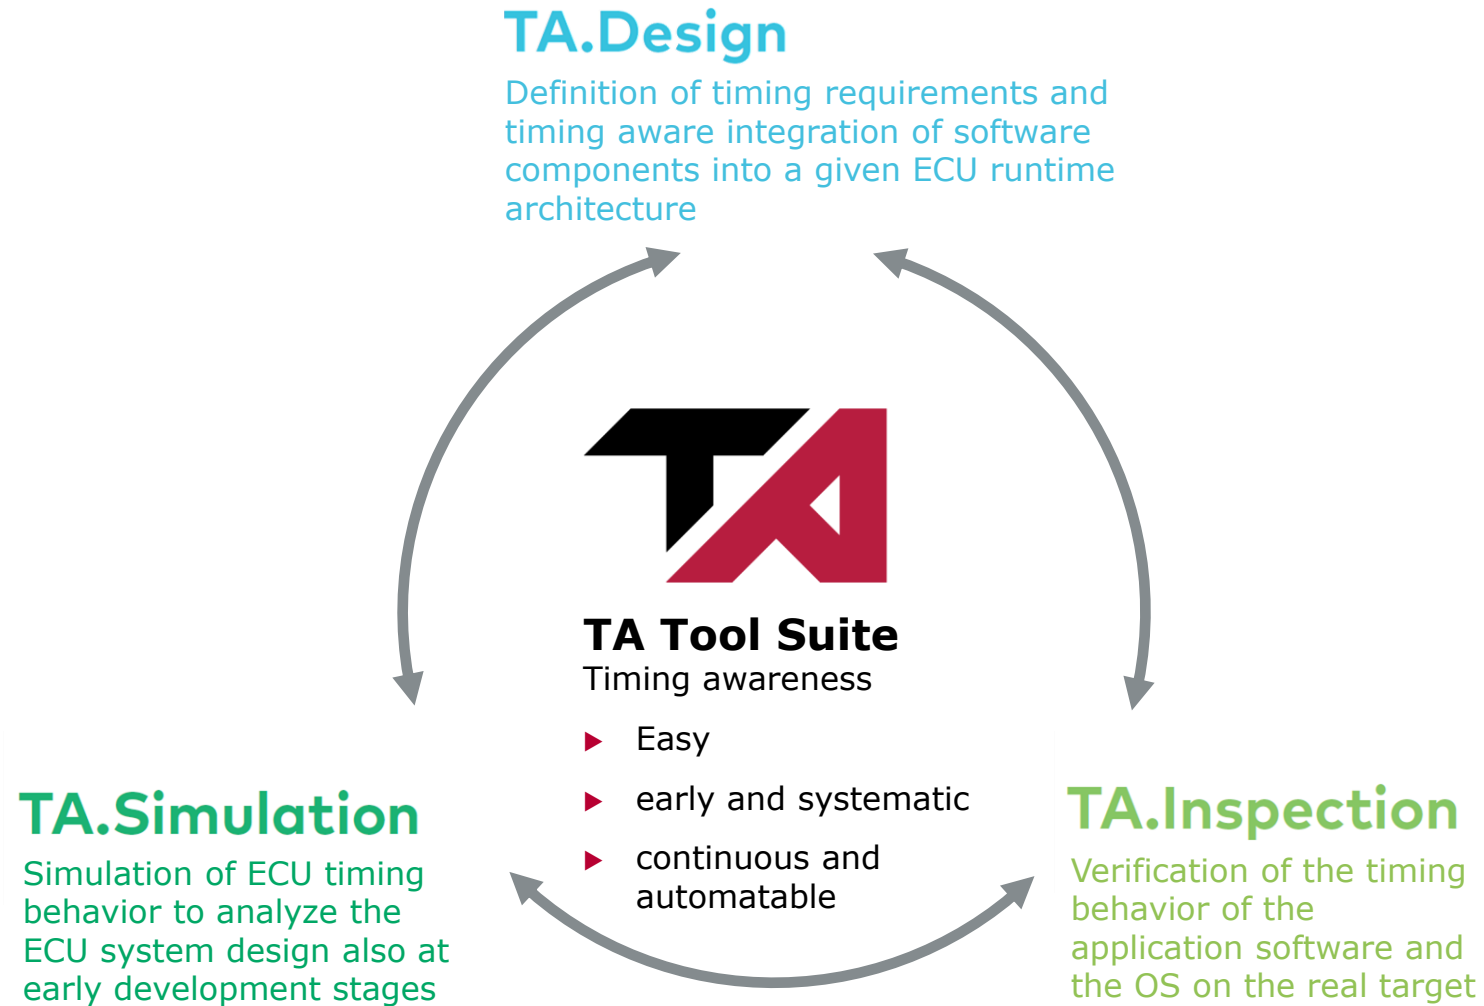 TA.Design
Definition of timing requirements and
timing aware integration of software
components into a given ECU runtime
architecture
TA
TA Tool Suite
Timing awareness
Easy
early and systematic
continuous and
automatable
TA.Simulation
Simulation of ECU timing
behavior to analyze the
ECU system design also at
early development stages
TA.Inspection
Verification of the timing
behavior of the
application software and
the OS on the real target